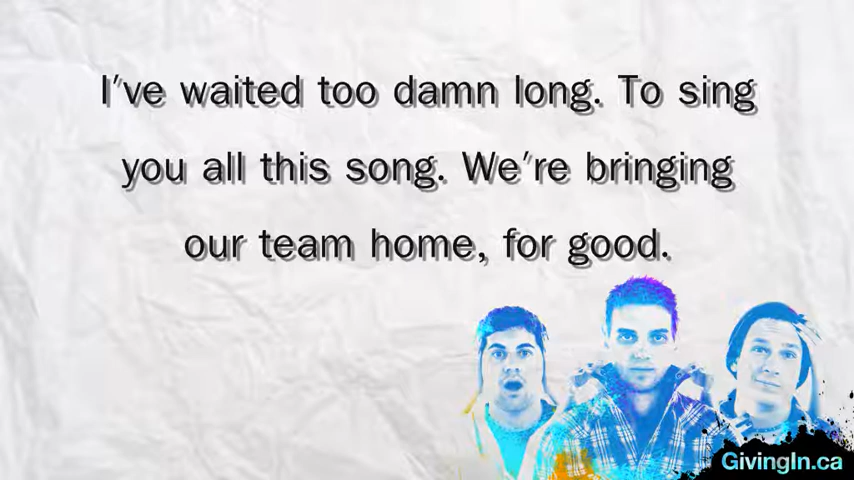 I've waited too damn long. To sing
you all this song. We're bringing
our team home, for good.
GivingIn.ca